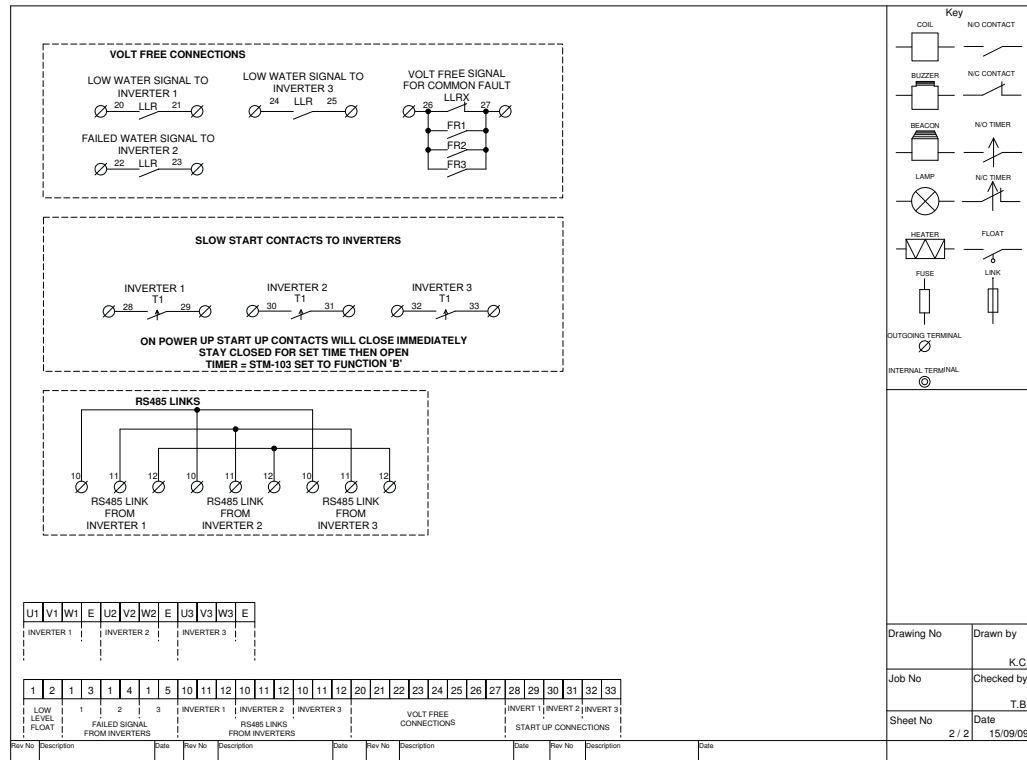 VOLT FREE CONNECTIONS
LOW WATER SIGNAL TO
INVERTER 1
20 LLR 21
LOW WATER SIGNAL TO
INVERTER 3
24 LLR 25
VOLT FREE SIGNAL
FOR COMMON FAULT
LLRX
26 27
FR1
FR2
FR3
FAILED WATER SIGNAL TO
INVERTER 2
22 LLR 23
SLOW START CONTACTS TO INVERTERS
INVERTER 1
T1
28 29
INVERTER 2
T1
30 31
INVERTER 3
T1
32 33
ON POWER UP START UP CONTACTS WILL CLOSE IMMEDIATELY
STAY CLOSED FOR SET TIME THEN OPEN
TIMER = STM-103 SET TO FUNCTION 'B'
RS485 LINKS
10 11 12 10 11 12 10 11 12
RS485 LINK
FROM
INVERTER 1
RS485 LINK
FROM
INVERTER 2
RS485 LINK
FROM
INVERTER 3
U1 V1 W1 E U2 V2 W2 E U3 V3 W3 E
INVERTER 1 INVERTER 2 INVERTER 3
1 2 1 3 1 4 1 5 10 11 12 10 11 12 10 11 12 20 21 22 23 24 25 26 27 28 29 30 31 32 33
LOW
LEVEL
FLOAT
1 2 3
FAILED SIGNAL
FROM INVERTERS
INVERTER 1 INVERTER 2 INVERTER 3
RS485 LINKS
FROM INVERTERS
VOLT FREE
CONNECTIONS
INVERT 1 INVERT 2 INVERT 3
START UP CONNECTIONS
Rev No Description Date Rev No Description Date Rev No Description Date Rev No Description Date
Key
COIL N/O CONTACT
BUZZER N/C CONTACT
BEACON N/O TIMER
LAMP N/C TIMER
HEATER FLOAT
FUSE LINK
OUTGOING TERMINAL
INTERNAL TERMINAL
Drawing No Drawn by
K.C.
Job No Checked by
T.B
Sheet No Date
2 / 2 15/09/09